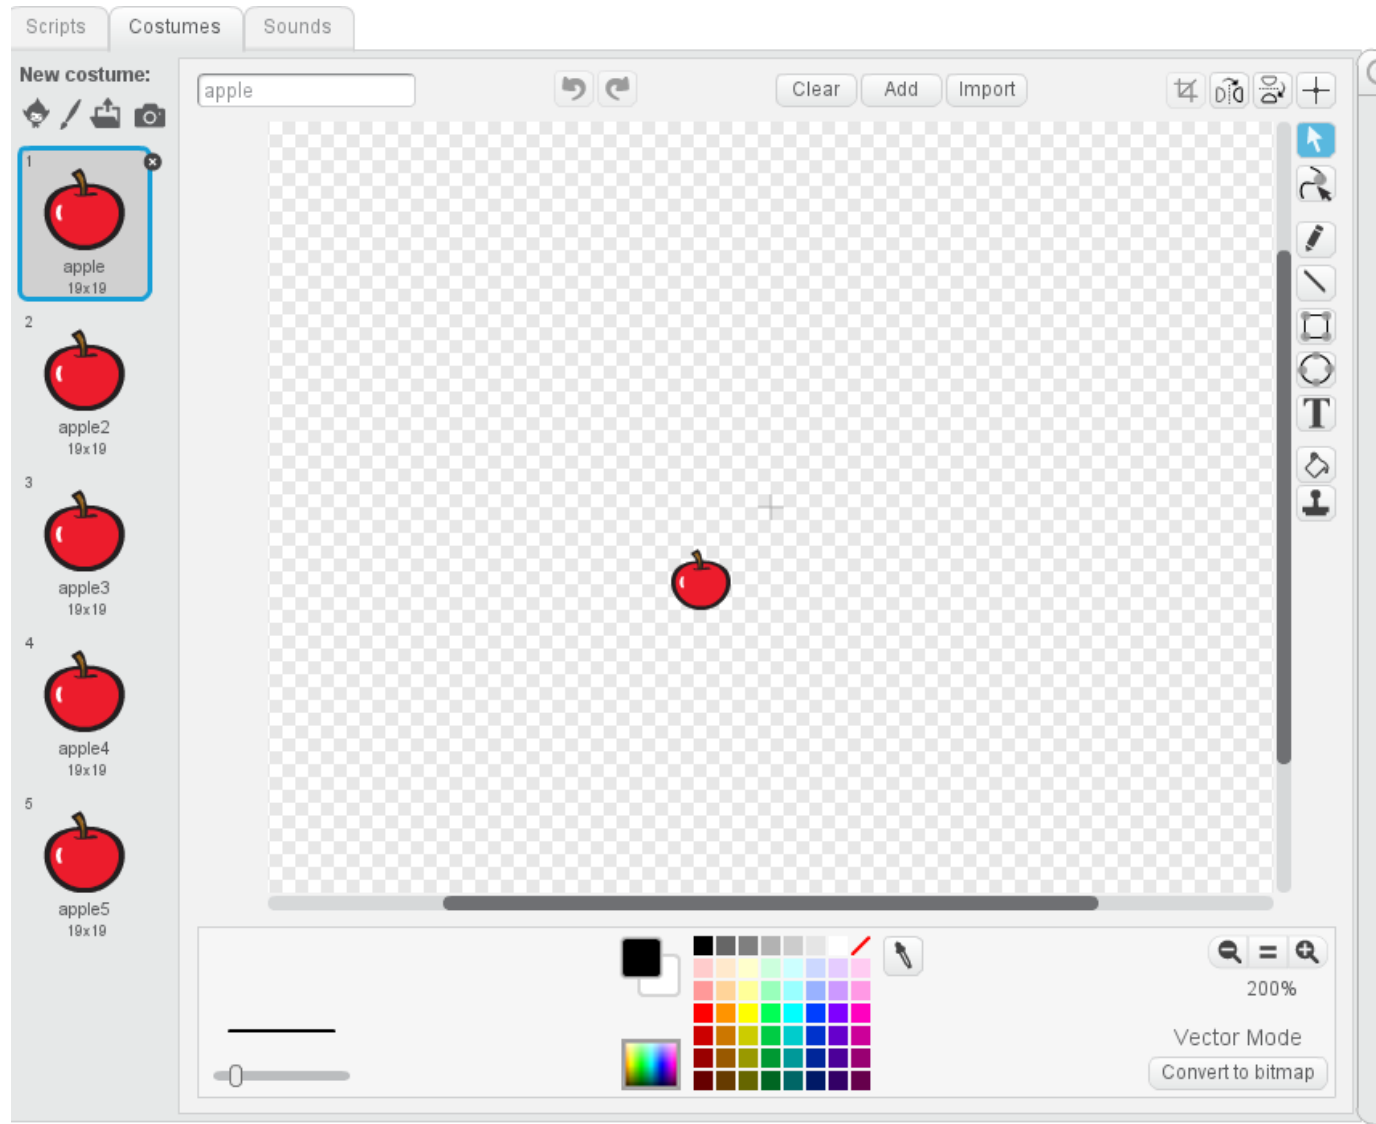 Scripts
Costumes
Sounds
New costume:
apple
Clear
Add
Import
1
apple
19x19
2
apple2
19x19
3
apple3
19x19
4
apple4
19x19
5
apple5
19x19
T
200%
Vector Mode
Convert to bitmap